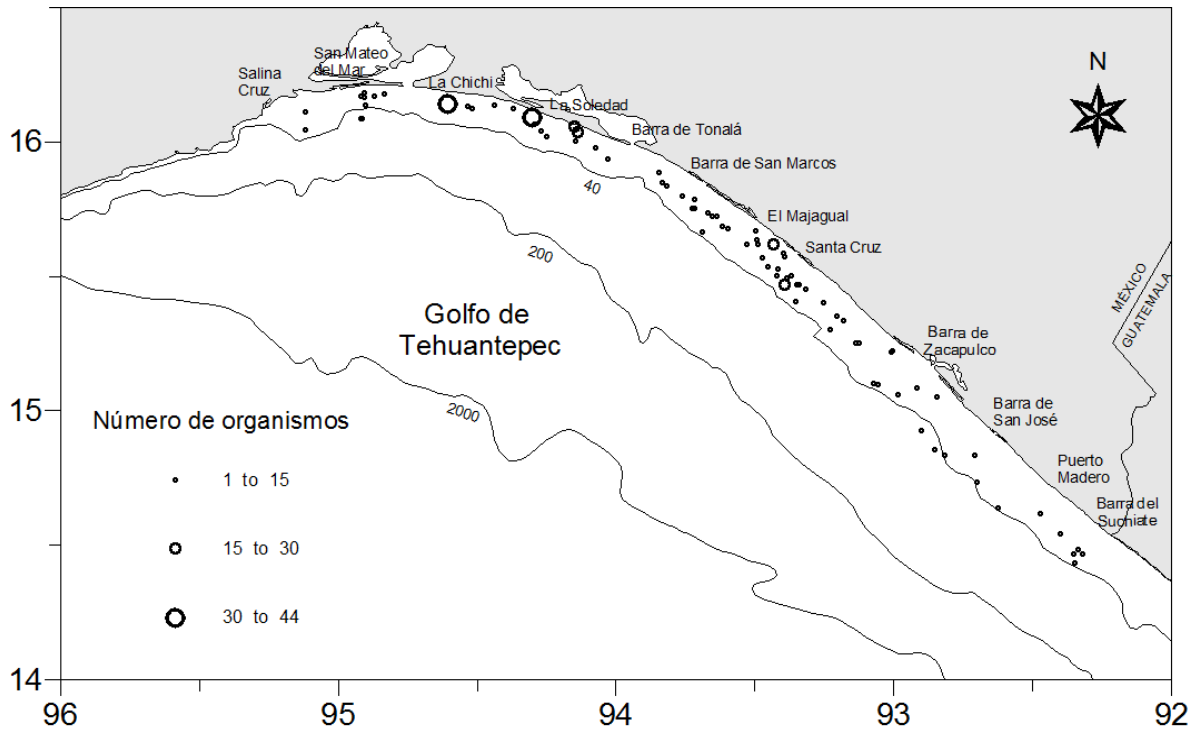 San Mateo
del Mar
Salina
Cruz
La Chichi
La Soledad
Barra de Tonalá
Barra de San Marcos
El Majagual
Santa Cruz
Barra de
Zacapulco
Barra de
San José
Puerto
Madero
Barra del
Suchiate
MÉXICO
GUATEMALA
N
40
200
2000
Golfo de
Tehuantepec
Número de organismos
1 to 15
15 to 30
30 to 44
16
15
14
96
95
94
93
92